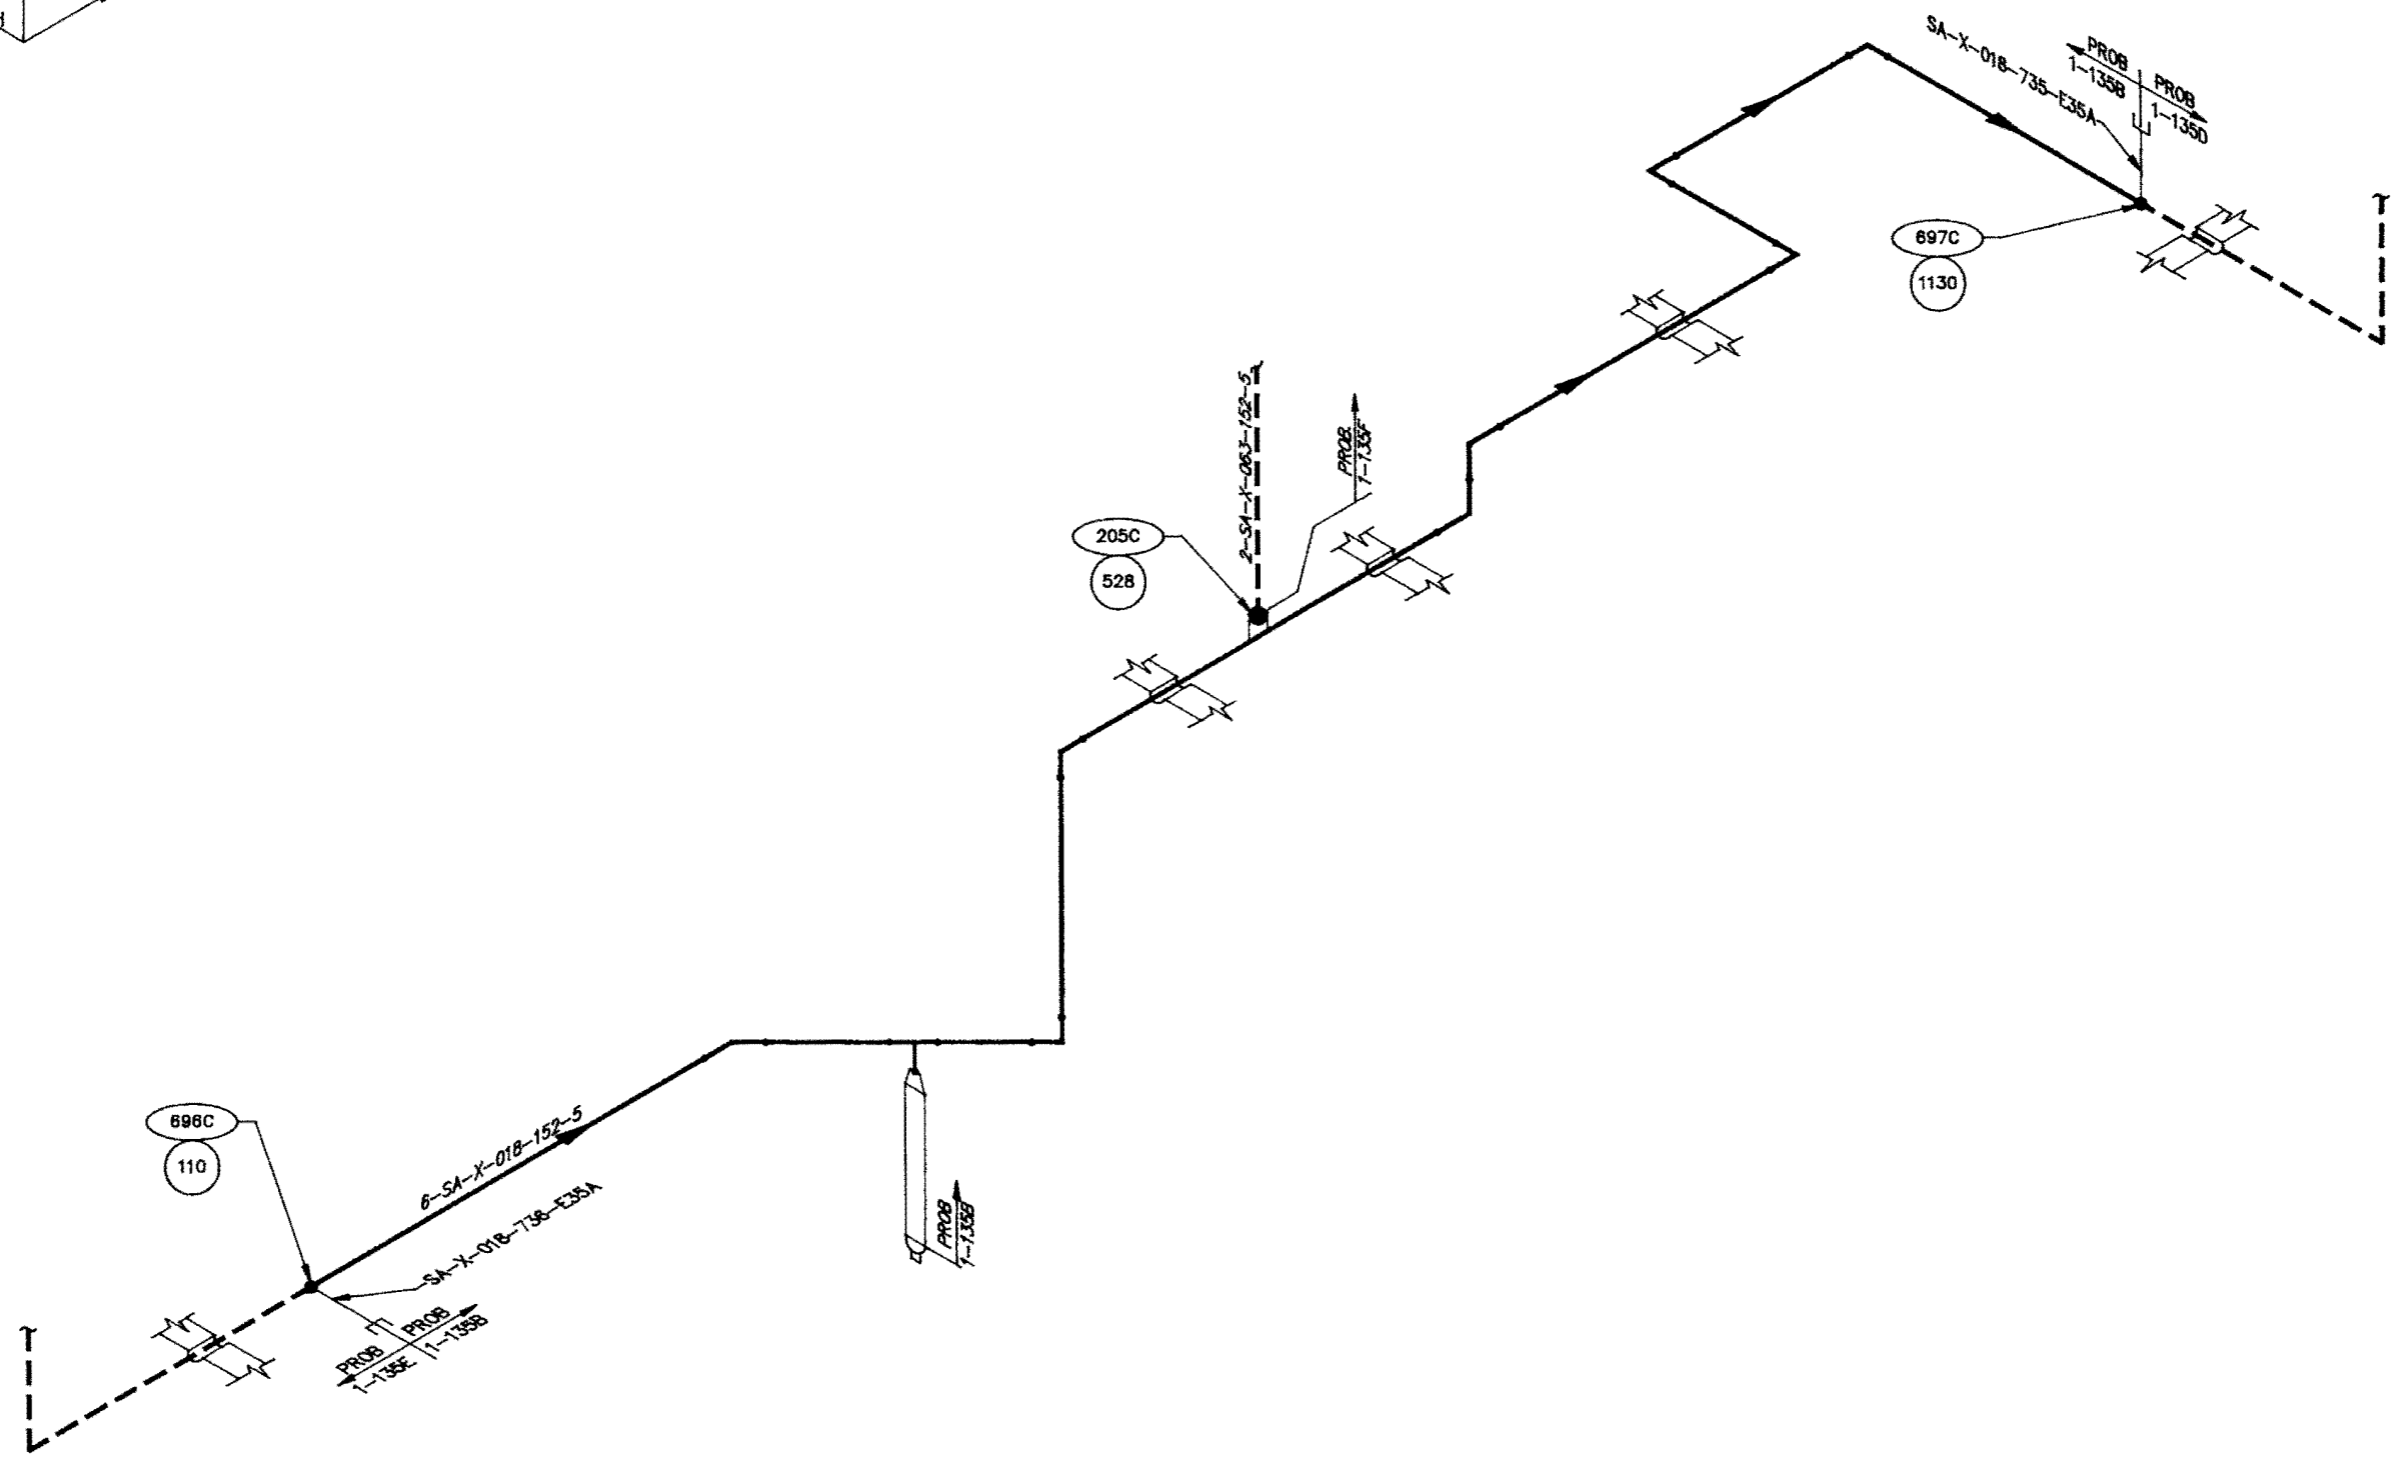 SA-X-018-735-E35A
PROB
1-135B
PROB
1-135D
697C
1130
2-SA-X-063-152-5
PROB.
1-135F
205C
528
696C
110
6-SA-X-018-152-5
SA-X-018-736-E35A
PROB
1-135B
PROB
1-135E
PROB
1-135B